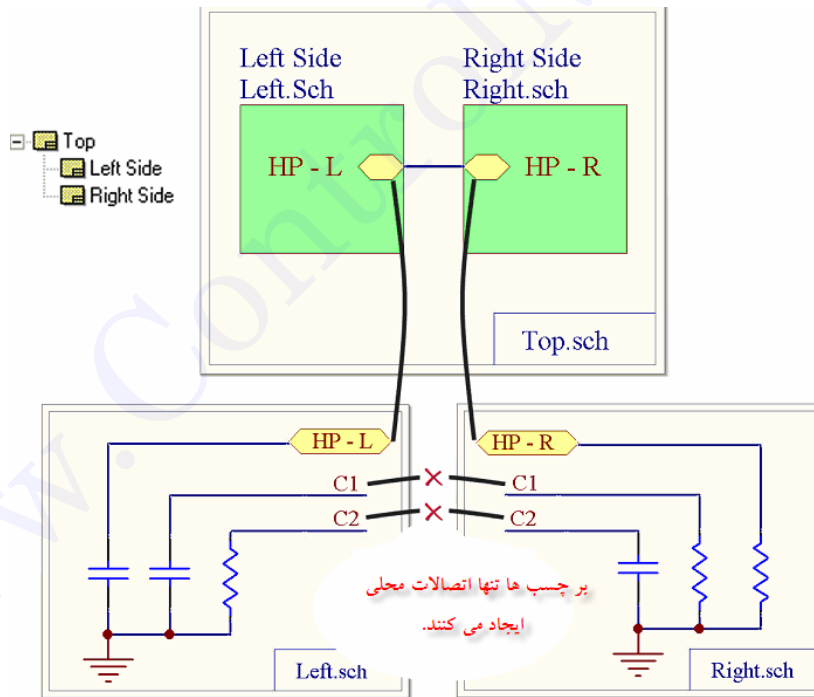 Left Side
Left.Sch
Right Side
Right.sch
HP - L
HP - R
Top
Left Side
Right Side
Top.sch
HP - L
HP - R
C1
C1
C2
C2
بر چسب ها تنها اتصالات محلی
ایجاد می کنند.
Left.sch
Right.sch